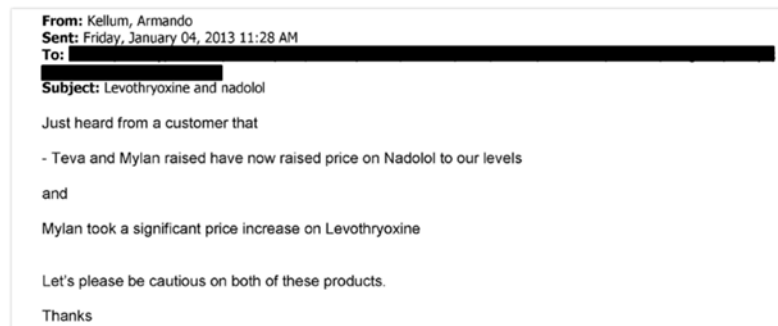 From: Kellum, Armando
Sent: Friday, January 04, 2013 11:28 AM
To:
Subject: Levothryoxine and nadolol
Just heard from a customer that
- Teva and Mylan raised have now raised price on Nadolol to our levels
and
Mylan took a significant price increase on Levothryoxine
Let's please be cautious on both of these products.
Thanks